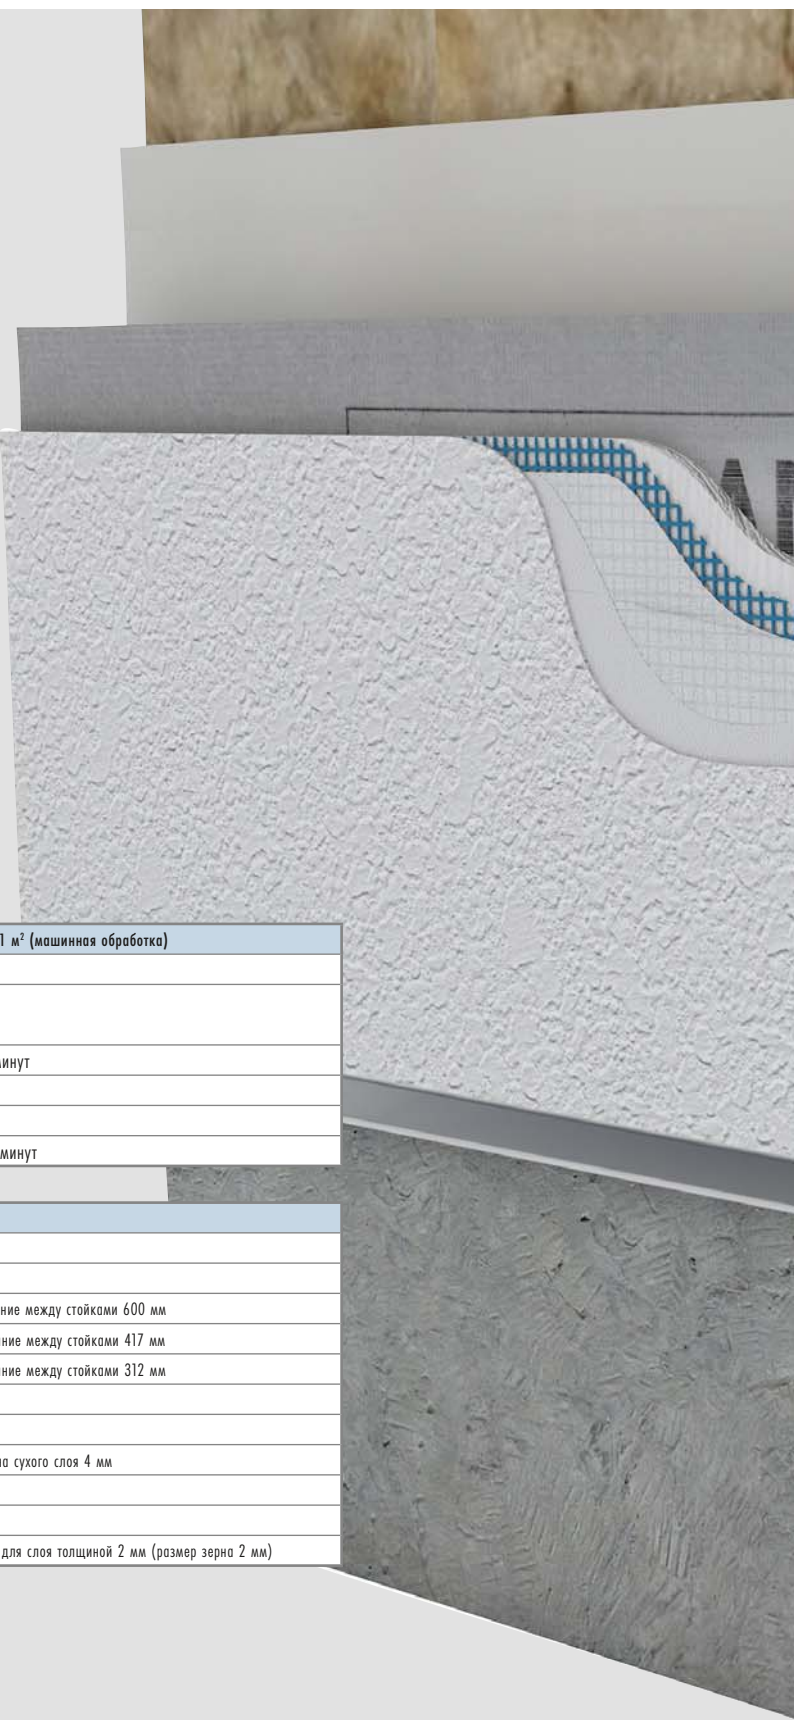 1 м² (машинная обработка)
минут
минут
ние между стойками 600 мм
ние между стойками 417 мм
ние между стойками 312 мм
на сухого слоя 4 мм
для слоя толщиной 2 мм (размер зерна 2 мм)